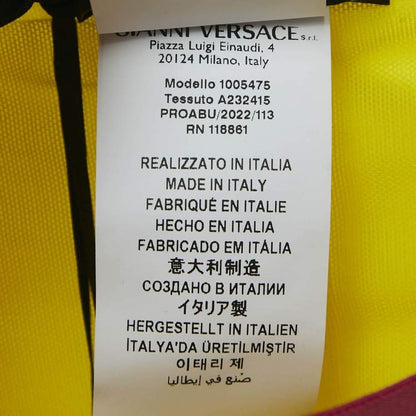 GIANNI VERSACE s.r.l.
Piazza Luigi Einaudi, 4
20124 Milano, Italy
Modello 1005475
Tessuto A232415
PROABU/2022/113
RN 118861
REALIZZATO IN ITALIA
MADE IN ITALY
FABRIQUÉ EN ITALIE
HECHO EN ITALIA
FABRICADO EM ITÁLIA
意大利制造
СОЗДАНО В ИТАЛИИ
イタリア製
HERGESTELLT IN ITALIEN
İTALYA'DA ÜRETİLMİŞTİR
이태리 제
صُنع في إيطاليا